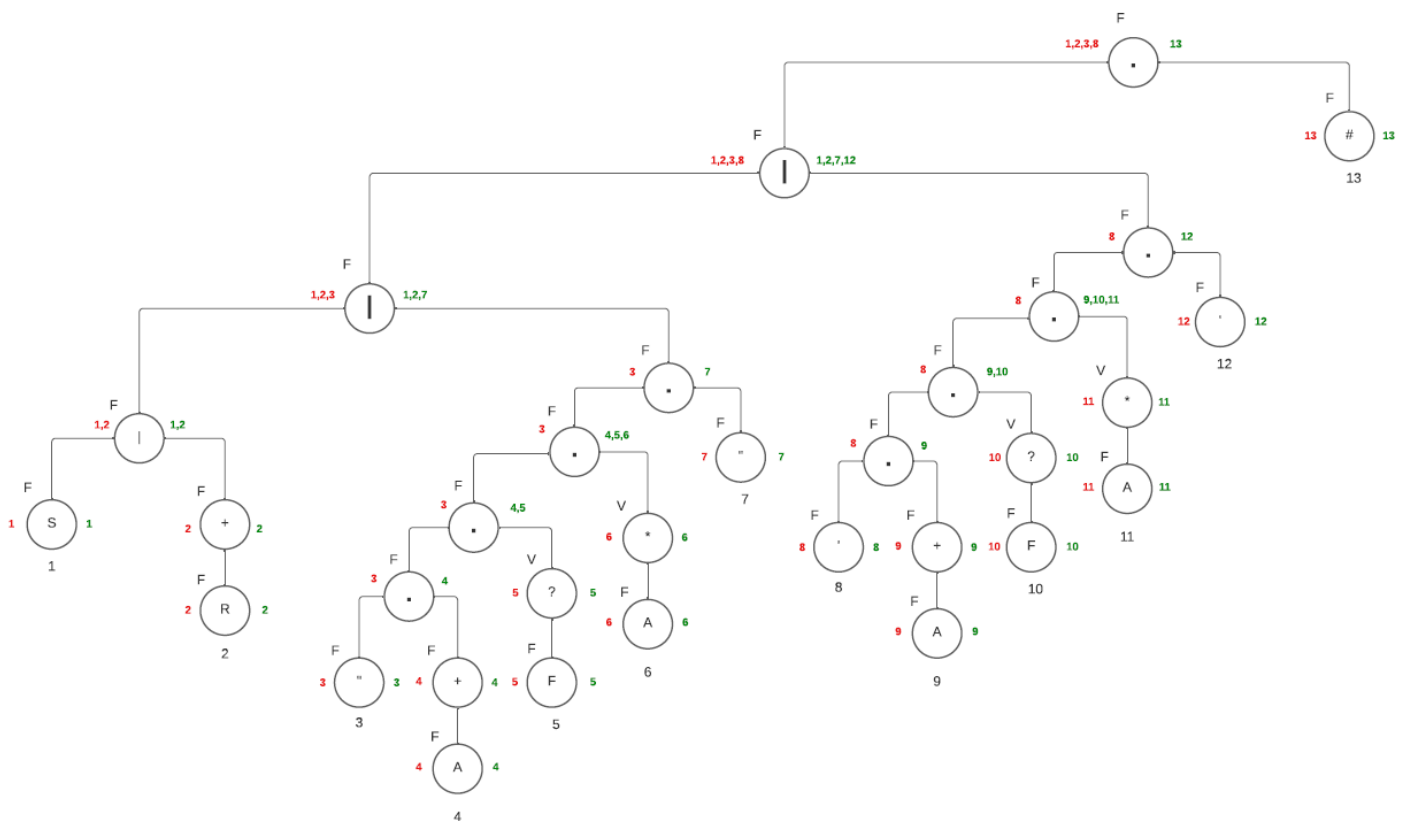 F
1,2,3,8 . 13
F
13 # 13
13
F
1,2,3,8 | 1,2,7,12
F
8 . 12
F
1,2,3 | 1,2,7
F
8 . 9,10,11
F
12 ' 12
12
F
3 . 7
F
8 . 9,10
V
11 * 11
F
1,2 | 1,2
F
3 . 4,5,6
F
7 " 7
7
F
8 . 9
V
10 ? 10
F
11 A 11
11
F
1 S 1
1
F
2 + 2
F
3 . 4,5
V
6 * 6
F
8 ' 8
8
F
9 + 9
F
10 F 10
10
F
2 R 2
2
F
3 . 4
V
5 ? 5
F
6 A 6
6
F
9 A 9
9
F
3 " 3
3
F
4 + 4
F
5 F 5
5
F
4 A 4
4